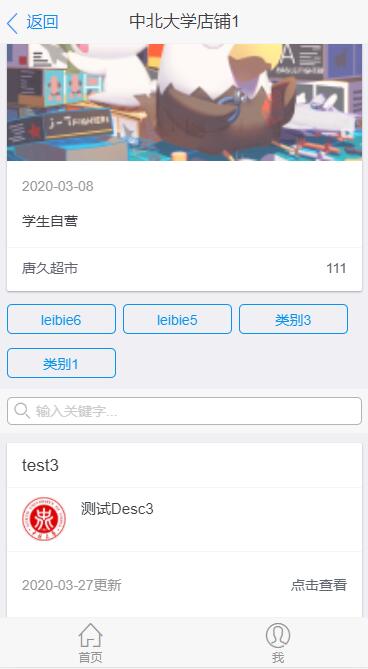 返回
中北大学店铺1
J-TFIGHTER
2020-03-08
学生自营
唐久超市
111
leibie6
leibie5
类别3
类别1
输入关键字...
test3
测试Desc3
2020-03-27更新
点击查看
首页
我